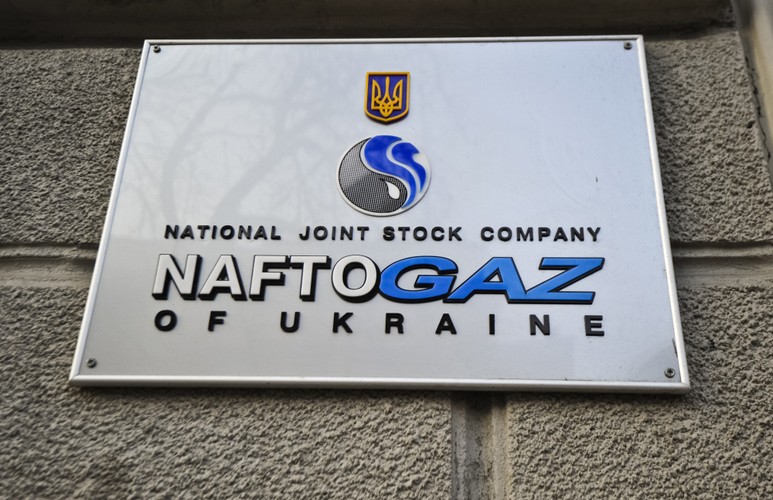 NATIONAL JOINT STOCK COMPANY
NAFTOGAZ
OF UKRAINE